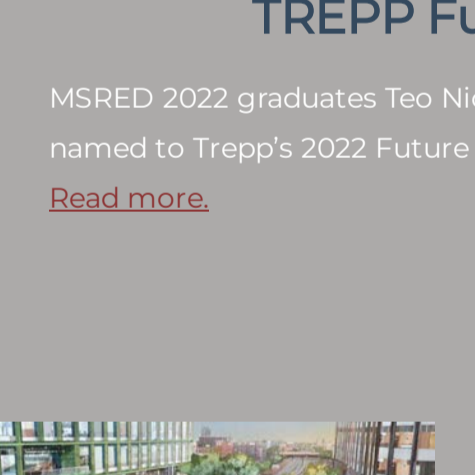 TREPP
MSRED 2022 graduates Teo
named to Trepp’s 2022 Future
Read more.